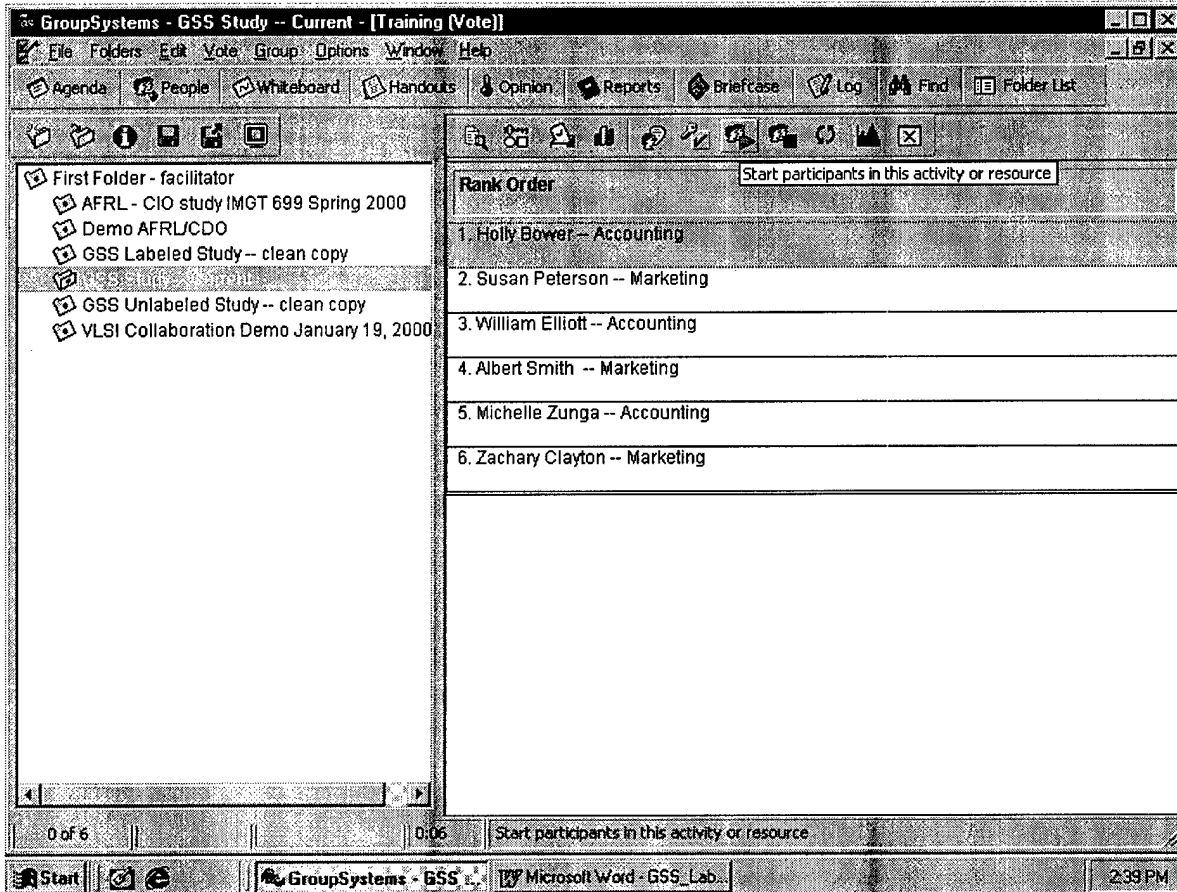 GroupSystems - GSS Study -- Current - [Training (Vote)]
File Folders Edit Vote Group Options Window Help
Agenda People Whiteboard Handouts Opinion Reports Briefcase Log Find Folder List
Start participants in this activity or resource
First Folder - facilitator
AFRL - CIO study IMGT 699 Spring 2000
Demo AFRL/CDO
GSS Labeled Study -- clean copy
GSS Study -- Current
GSS Unlabeled Study -- clean copy
VLSI Collaboration Demo January 19, 2000
Rank Order
1. Holly Bower -- Accounting
2. Susan Peterson -- Marketing
3. William Elliott -- Accounting
4. Albert Smith -- Marketing
5. Michelle Zunga -- Accounting
6. Zachary Clayton -- Marketing
0 of 6 0:06 Start participants in this activity or resource
Start GroupSystems - GSS ... Microsoft Word - GSS_Lab... 2:39 PM